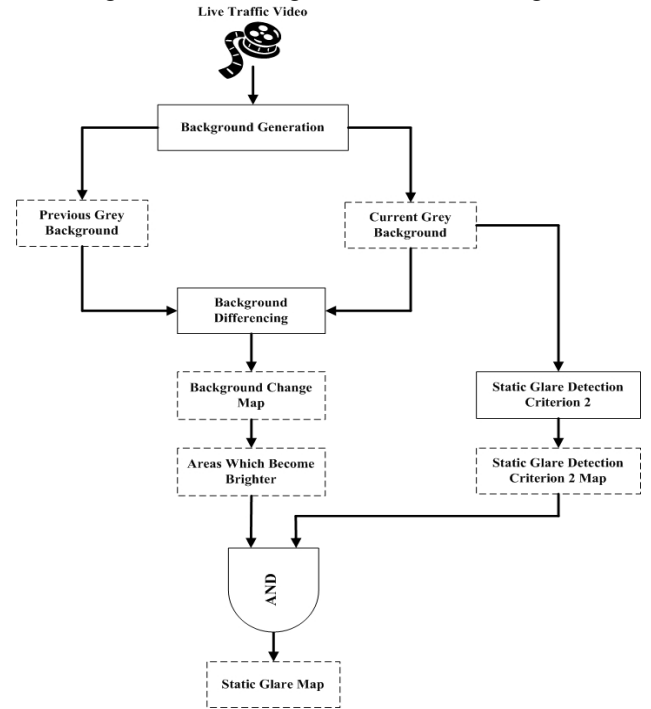 Live Traffic Video
Background Generation
Previous Grey
Background
Current Grey
Background
Background
Differencing
Background Change
Map
Static Glare Detection
Criterion 2
Areas Which Become
Brighter
Static Glare Detection
Criterion 2 Map
AND
Static Glare Map